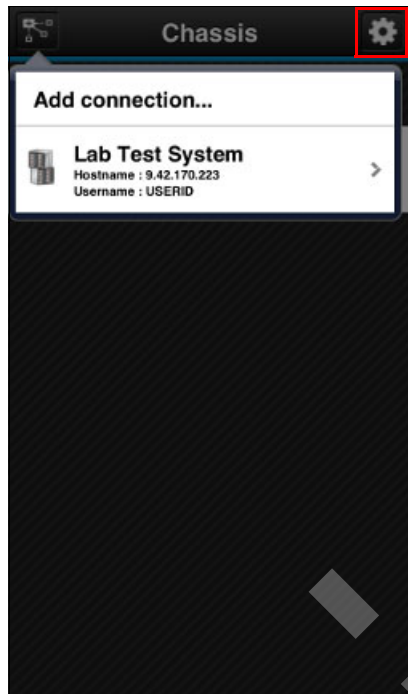 Chassis
Add connection...
Lab Test System
Hostname : 9.42.170.223
Username : USERID